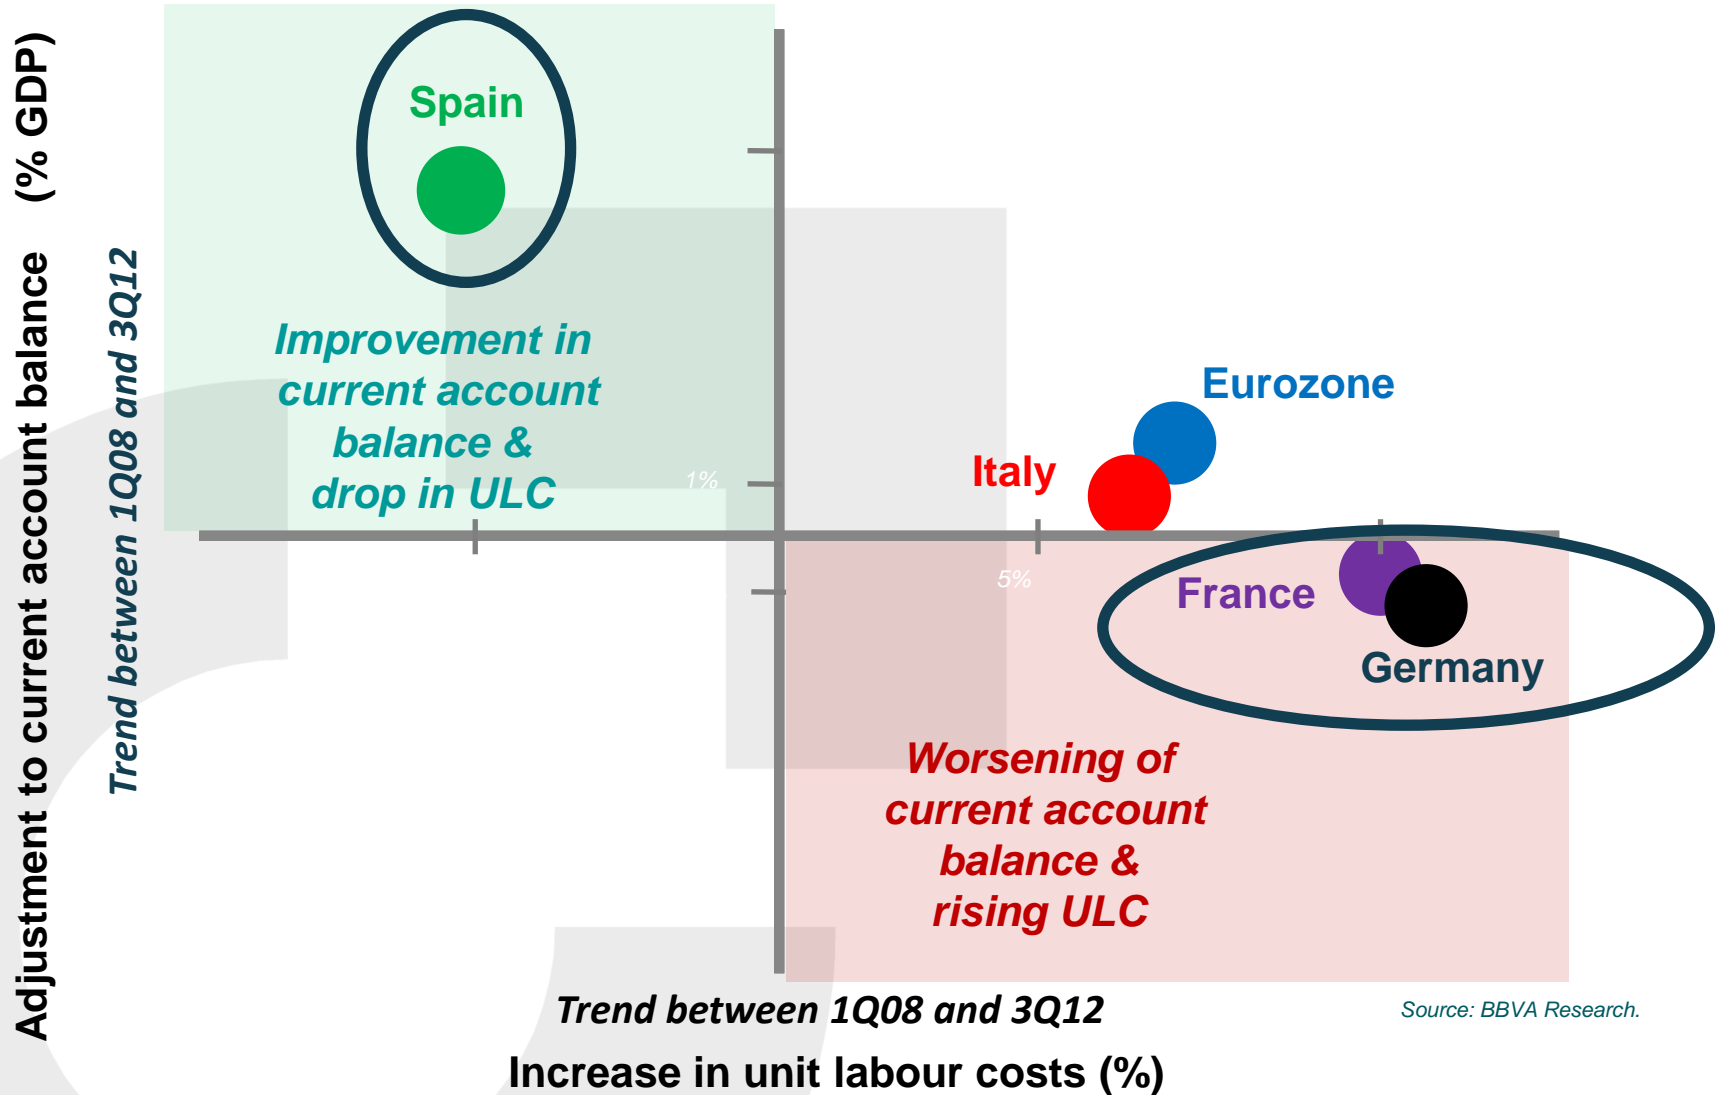 Adjustment to current account balance (% GDP)
Trend between 1Q08 and 3Q12
Spain
Improvement in
current account
balance &
drop in ULC
1%
Eurozone
Italy
5%
France
Germany
Worsening of
current account
balance &
rising ULC
Trend between 1Q08 and 3Q12
Source: BBVA Research.
Increase in unit labour costs (%)